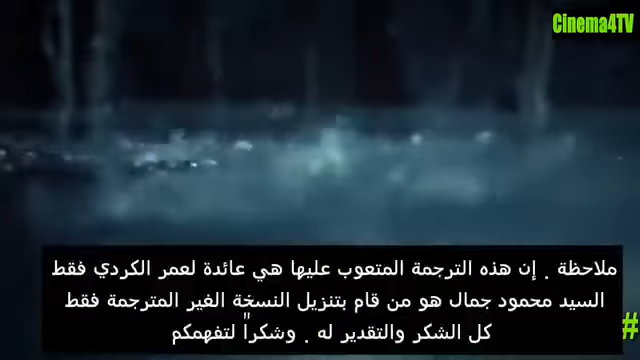 Cinema4TV
ملاحظة . إن هذه الترجمة المتعوب عليها هي عائدة لعمر الكردي فقط
السيد محمود جمال هو من قام بتنزيل النسخة الغير المترجمة فقط
كل الشكر والتقدير له . وشكراً لتفهمكم
#